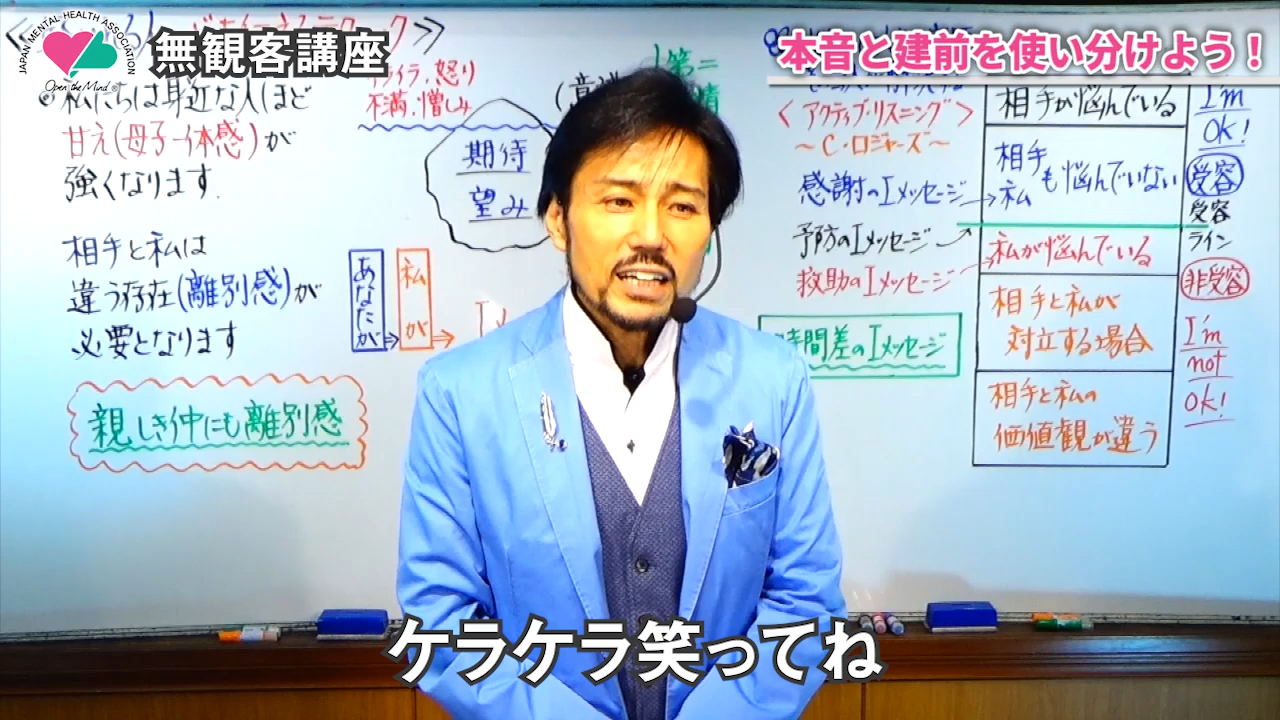 JAPAN MENTAL HEALTH ASSOCIATION
Open the Mind
無観客講座
本音と建前を使い分けよう！
私たちは身近な人ほど
甘え(母子一体感)が
強くなります.
相手と私は
違う存在(離別感)が
必要となります
親しき仲にも離別感
イライラ.怒り
不満.憎しみ
期待
望み
あなたが
私が
第二
<アクティブ・リスニング>
～C・ロジャーズ～
感謝のIメッセージ
予防のIメッセージ
救助のIメッセージ
時間差のIメッセージ
相手が悩んでいる
相手
私
も悩んでいない
私が悩んでいる
相手と私が
対立する場合
相手と私の
価値観が違う
I'm
OK!
受容
受容
ライン
非受容
I'm
not
OK!
ケラケラ笑ってね